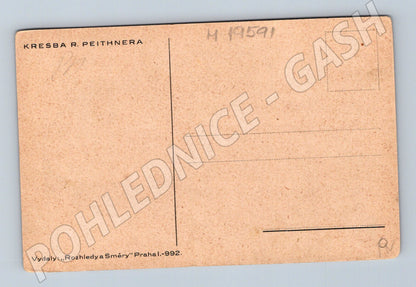 KRESBA R. PEITHNERA
M 19591
POHLEDNICE - GASH
Vydaly: „Rozhledy a Směry" Praha I.-992.